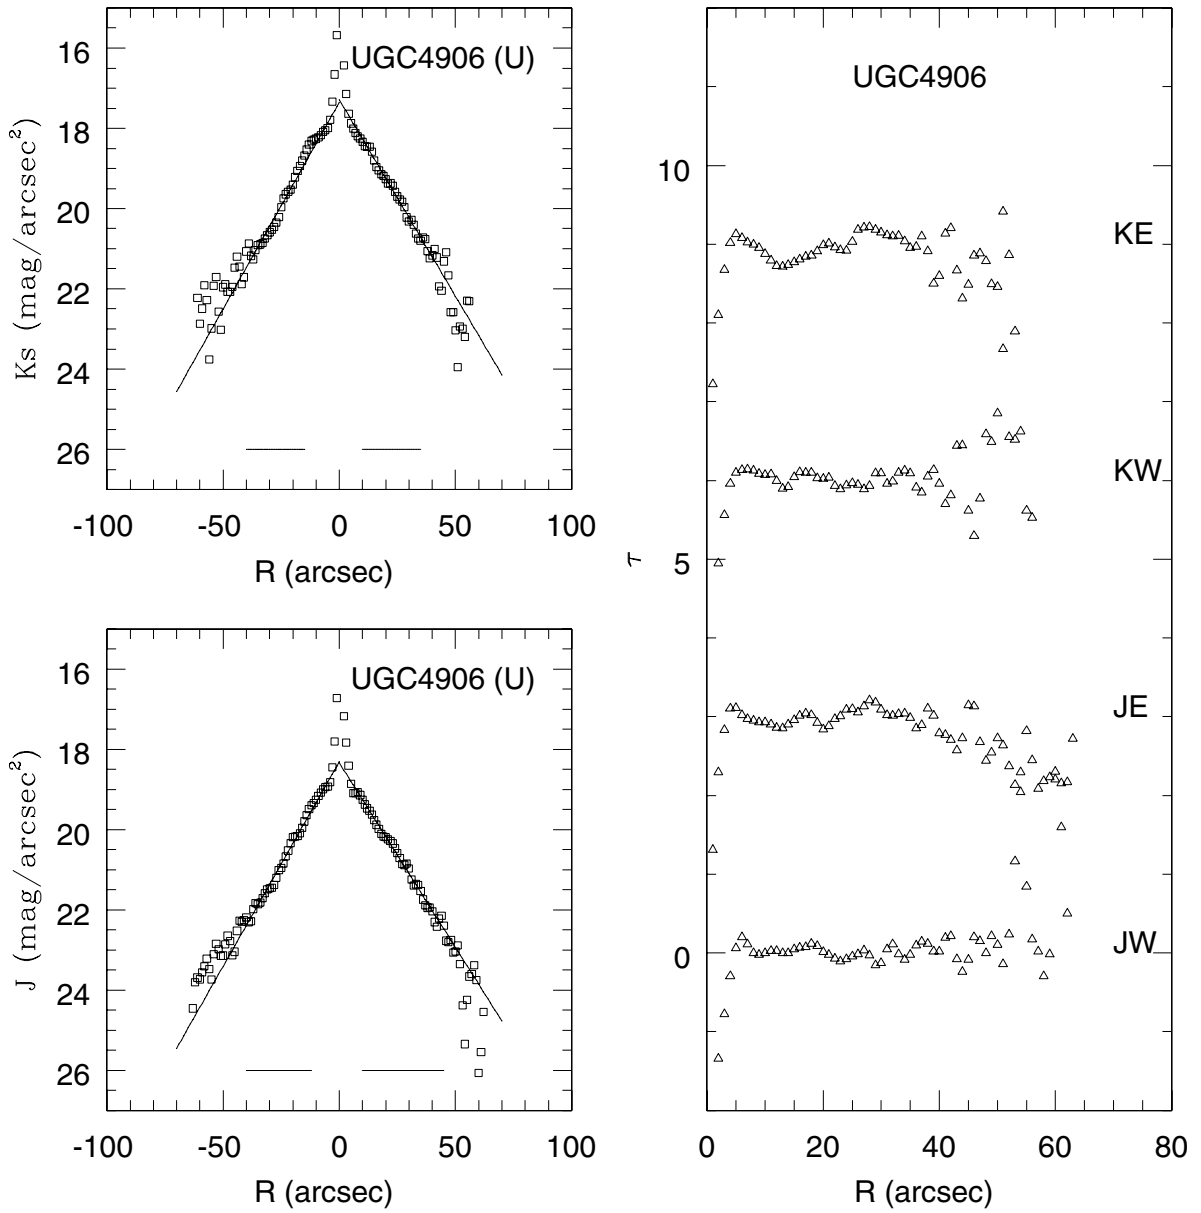 UGC4906 (U)
16
18
20
22
24
26
Ks (mag/arcsec²)
-100 -50 0 50 100
R (arcsec)
UGC4906 (U)
16
18
20
22
24
26
J (mag/arcsec²)
-100 -50 0 50 100
R (arcsec)
UGC4906
10
5
0
τ
KE
KW
JE
JW
0 20 40 60 80
R (arcsec)